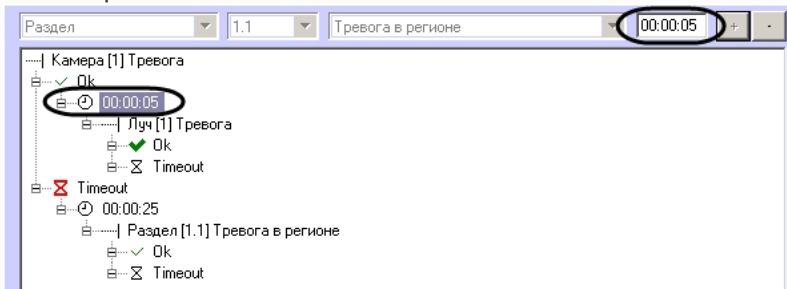 Раздел 1.1 Тревога в регионе 00:00:05 + -
Камера [1] Тревога
Ok
00:00:05
Луч [1] Тревога
Ok
Timeout
Timeout
00:00:25
Раздел [1.1] Тревога в регионе
Ok
Timeout